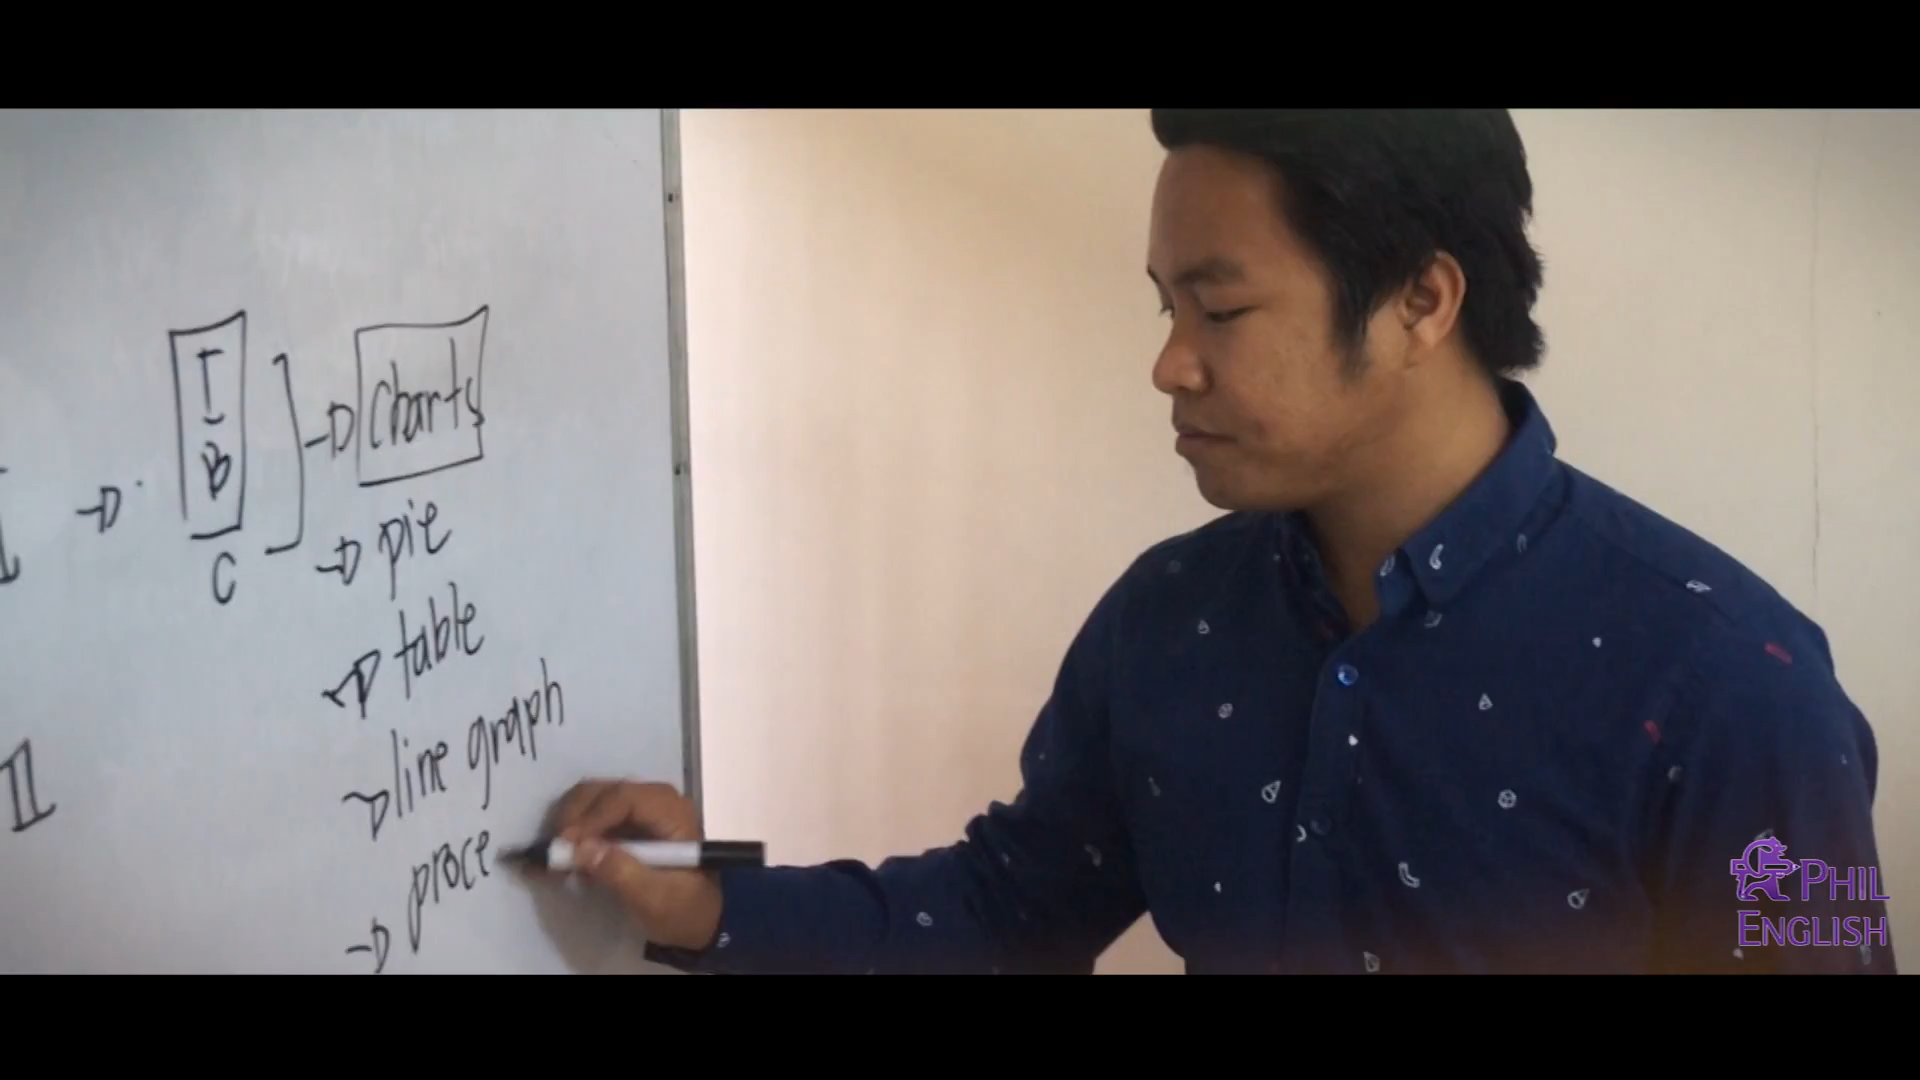 I
B
C
charts
pie
table
line graph
proce
II
PHIL
ENGLISH